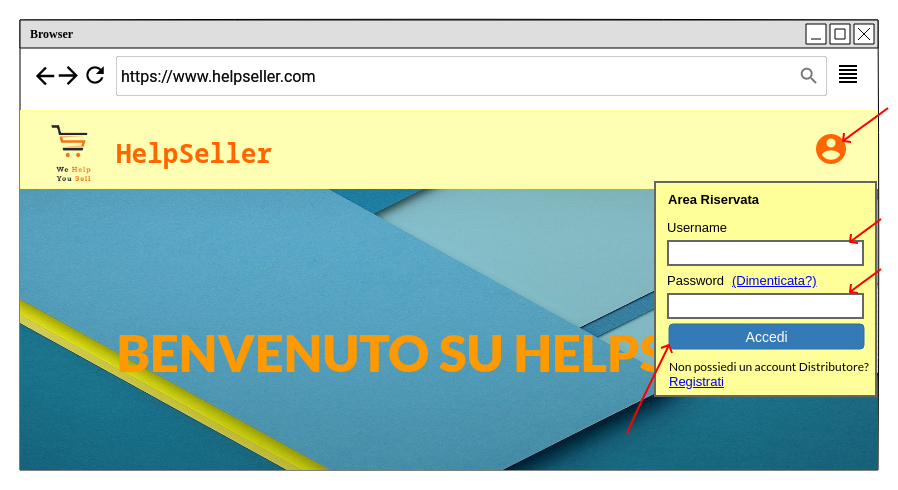 Browser
https://www.helpseller.com
We Help
You Sell
HelpSeller
Area Riservata
Username
Password (Dimenticata?)
Accedi
Non possiedi un account Distributore?
Registrati
BENVENUTO SU HELPS